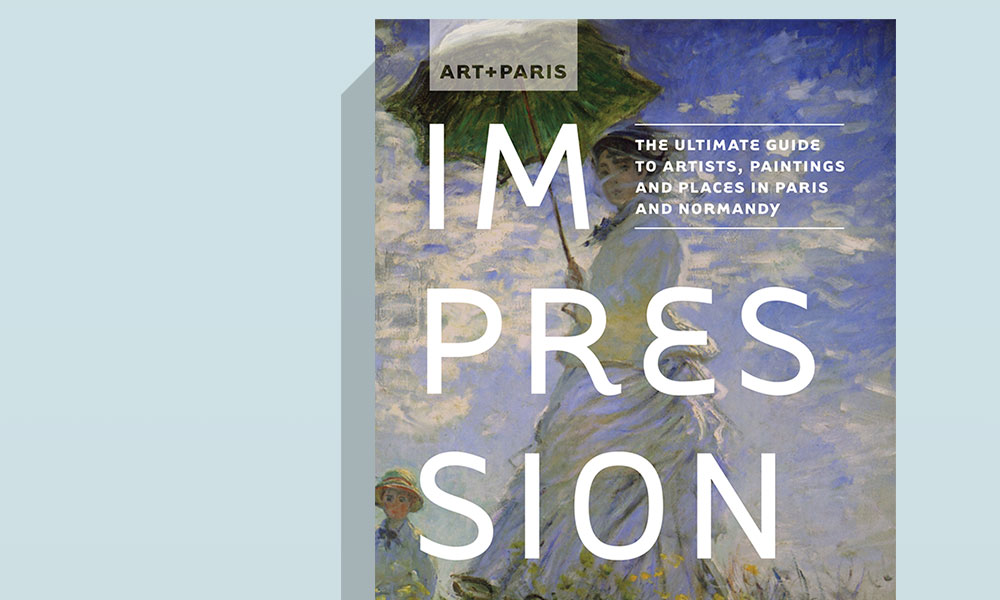 ART+PARIS
IM
PRES
SION
THE ULTIMATE GUIDE
TO ARTISTS, PAINTINGS
AND PLACES IN PARIS
AND NORMANDY